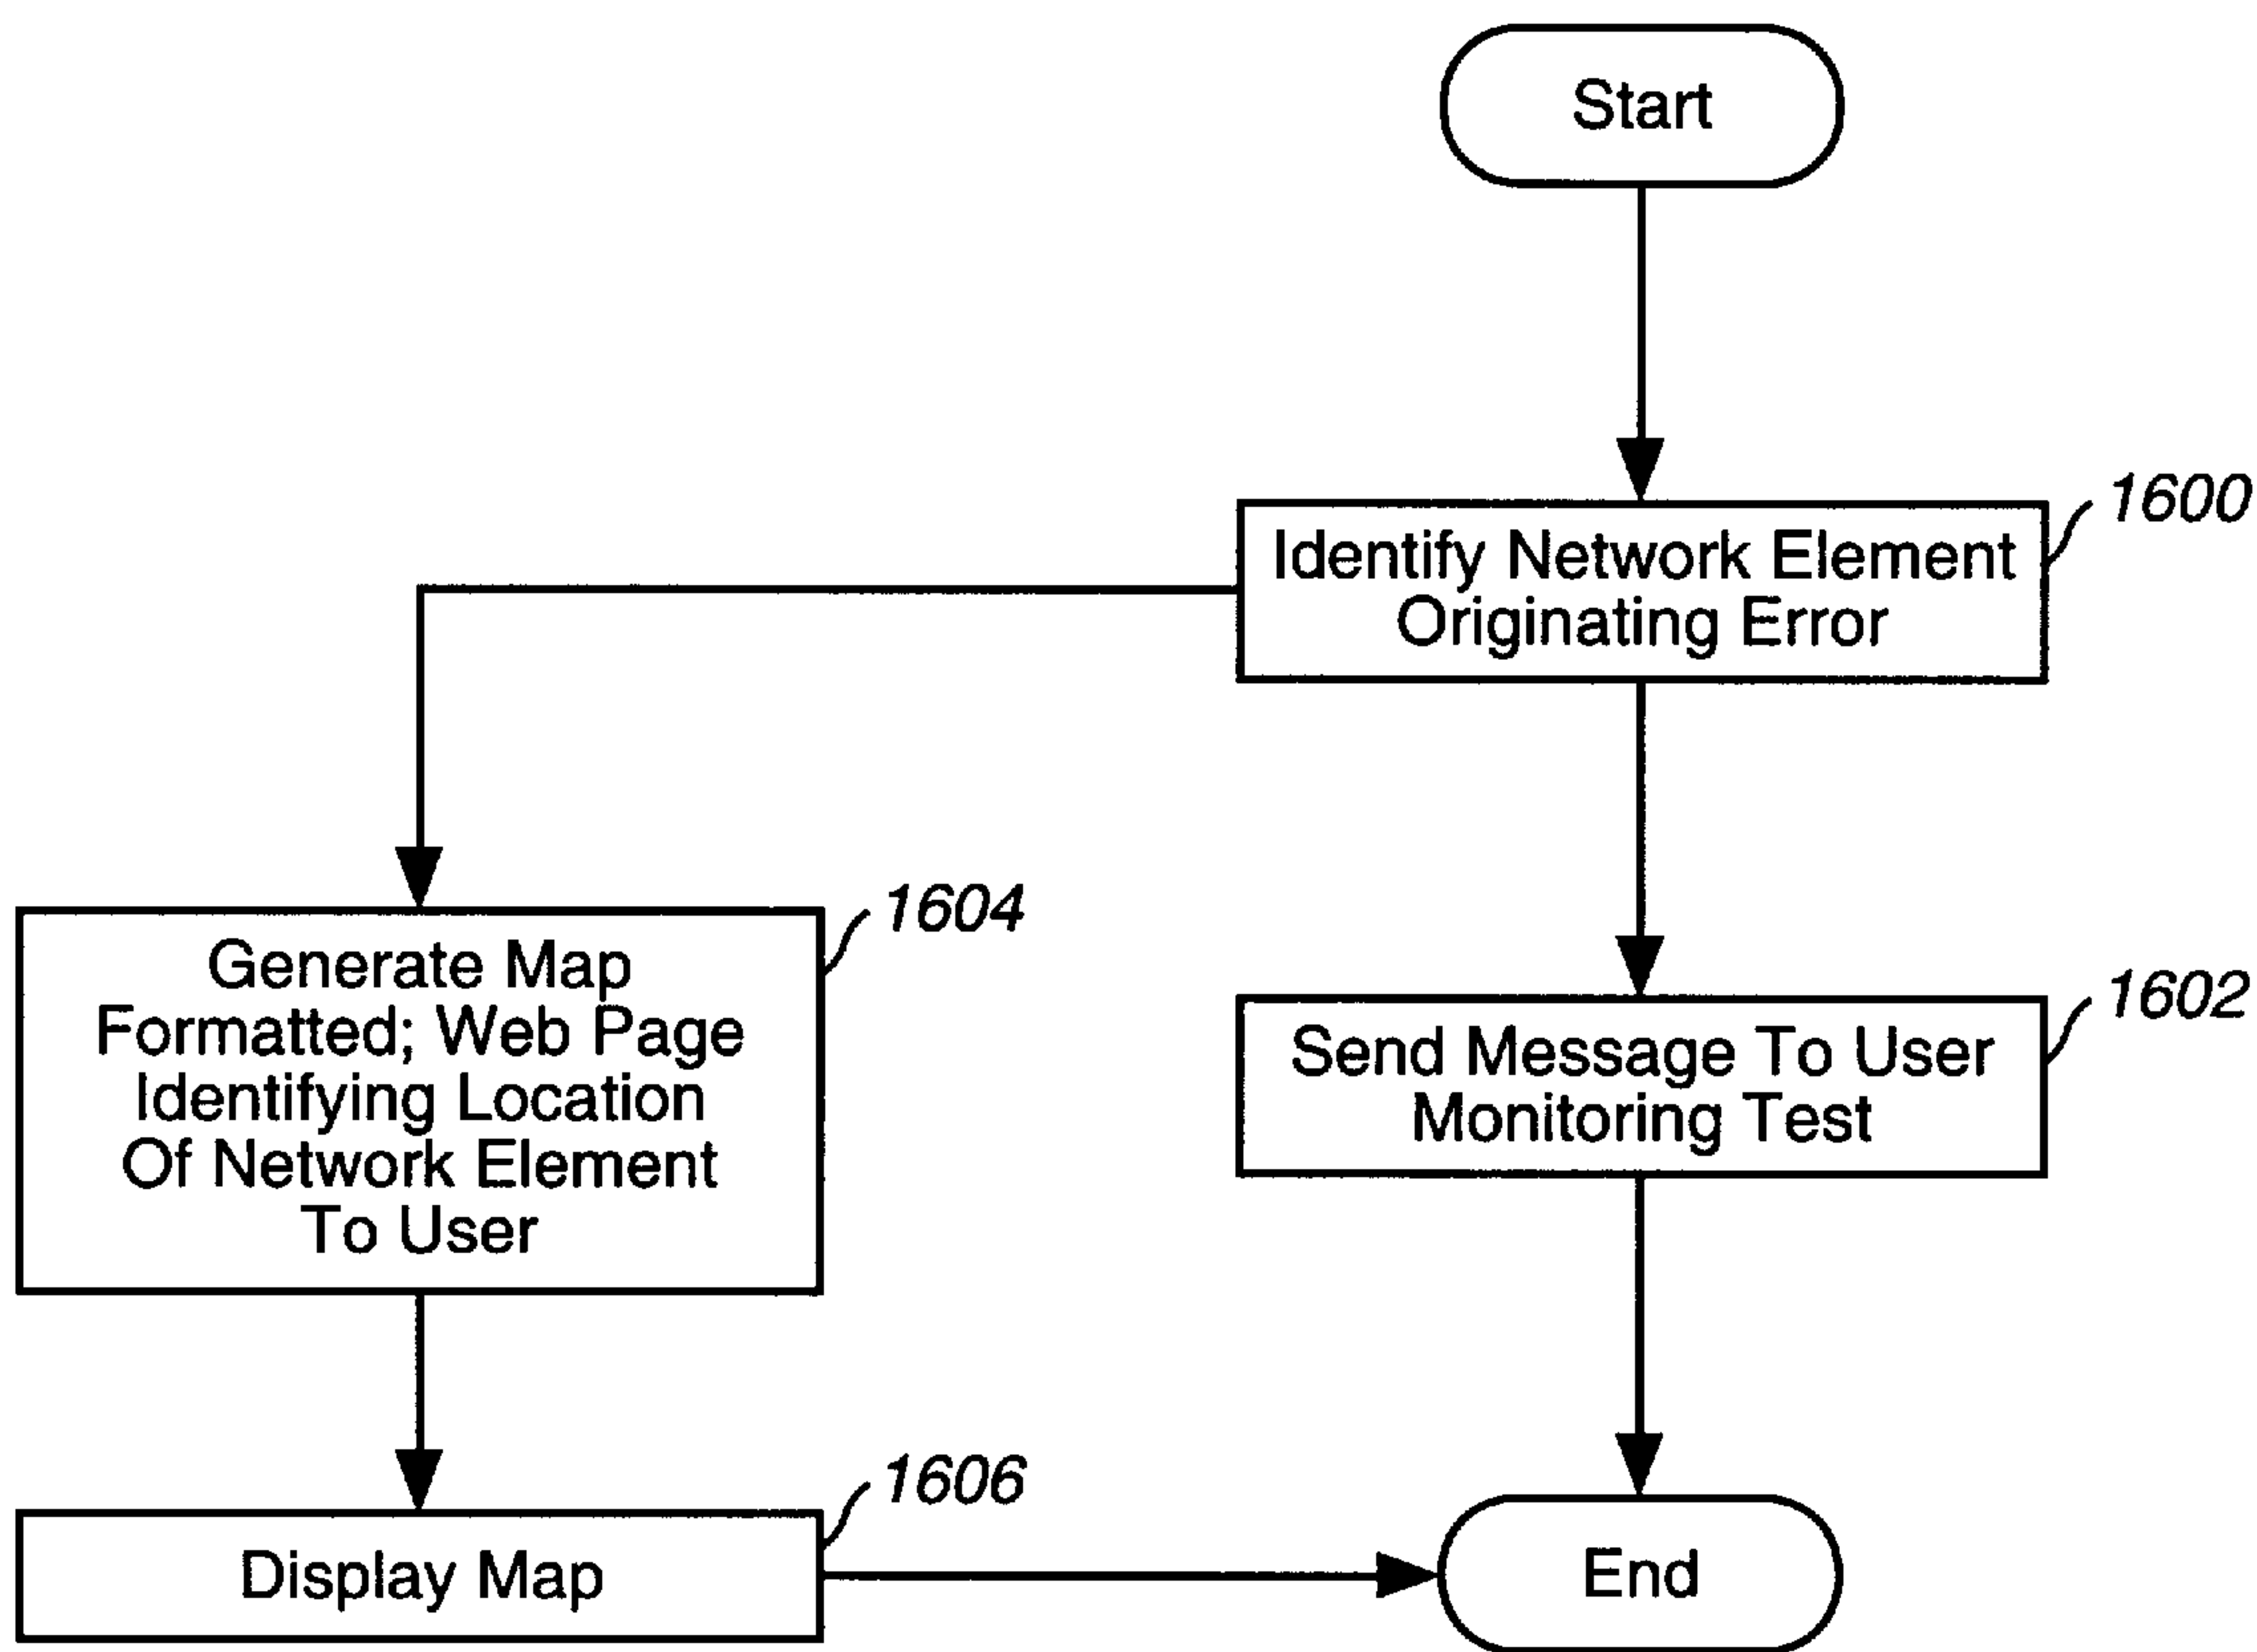 Start
1600
Identify Network Element
Originating Error
1604
Generate Map
Formatted; Web Page
Identifying Location
Of Network Element
To User
1602
Send Message To User
Monitoring Test
1606
Display Map
End